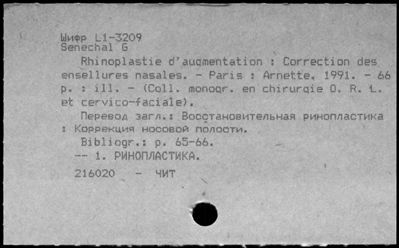 Шифр L1-3209
Senechal G
Rhinoplastie d'augmentation : Correction des
ensellures nasales. - Paris : Arnette, 1991. - 66
p. : ill. - (Coll. monogr. en chirurgie O. R. L.
et cervico-faciale).
Перевод загл.: Восстановительная ринопластика
: Коррекция носовой полости.
Bibliogr.: p. 65-66.
-- 1. РИНОПЛАСТИКА.
216020 - ЧИТ